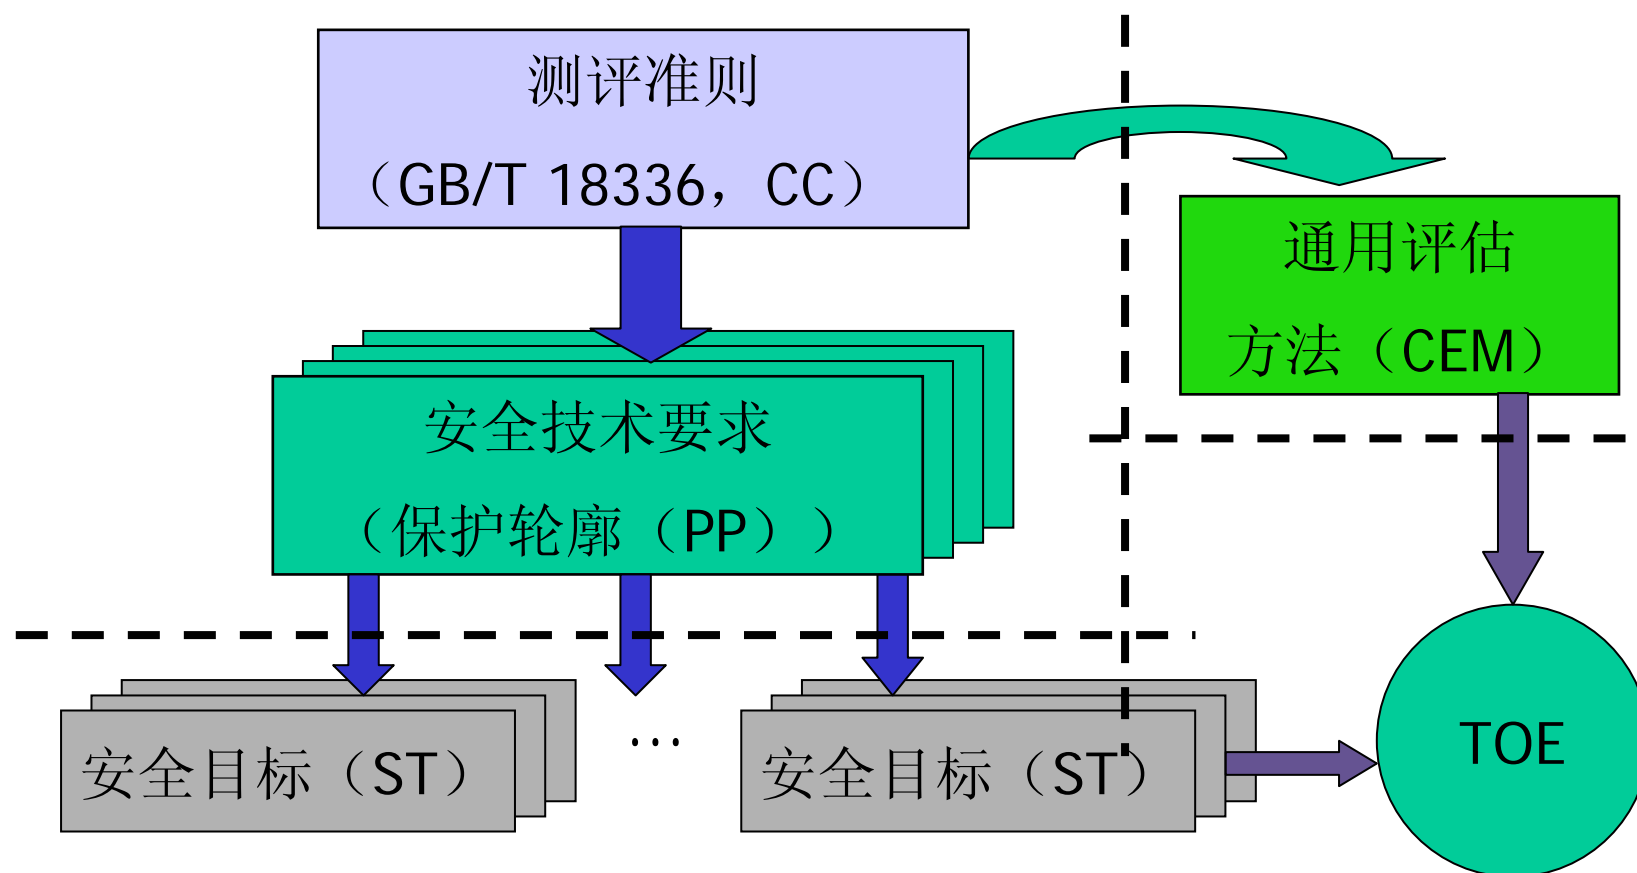 测评准则
（GB/T 18336，CC）
通用评估
方法（CEM）
安全技术要求
（保护轮廓（PP））
安全目标（ST）
…
安全目标（ST）
TOE